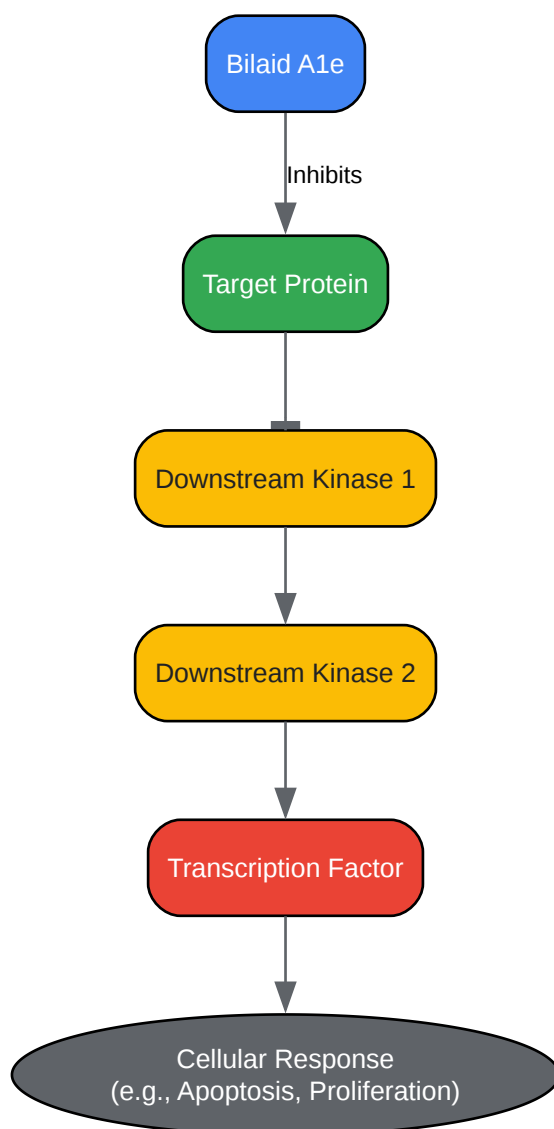 Bilaid A1e
Inhibits
Target Protein
Downstream Kinase 1
Downstream Kinase 2
Transcription Factor
Cellular Response
(e.g., Apoptosis, Proliferation)